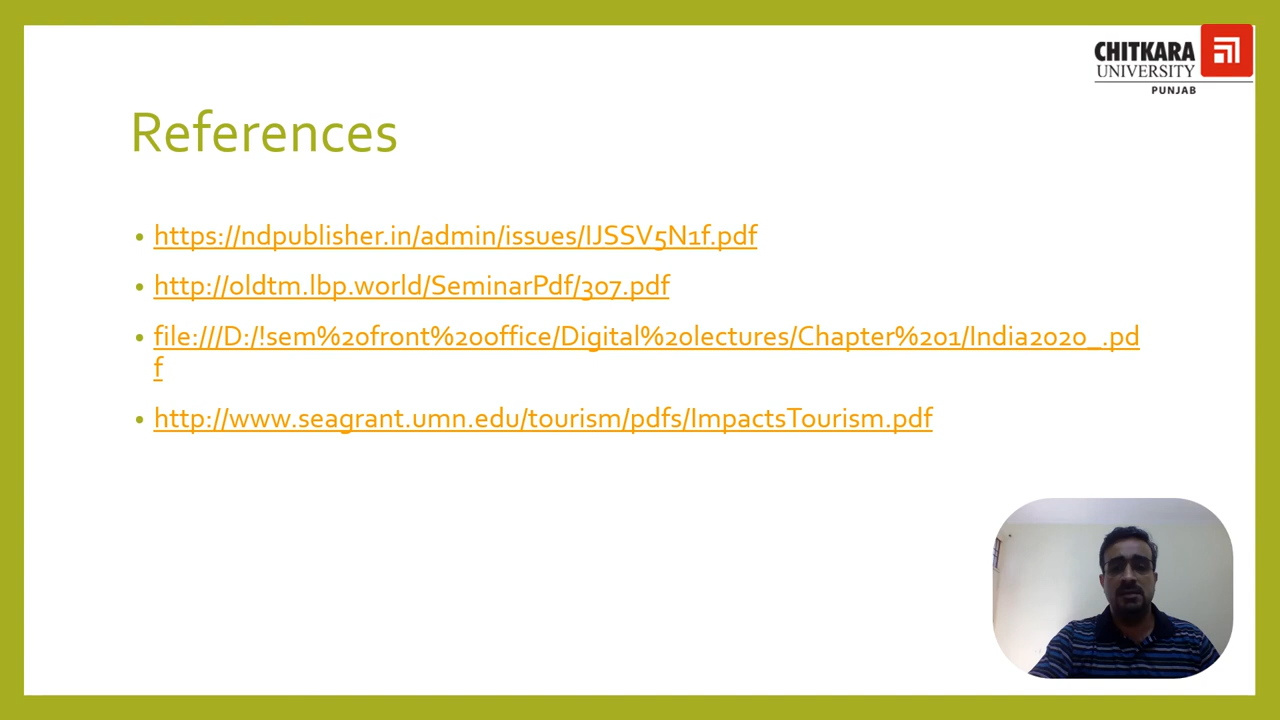 CHITKARA
UNIVERSITY
PUNJAB
References
• https://ndpublisher.in/admin/issues/IJSSV5N1f.pdf
• http://oldtm.lbp.world/SeminarPdf/307.pdf
• file:///D:/!sem%20front%20office/Digital%20lectures/Chapter%201/India2020_.pd
f
• http://www.seagrant.umn.edu/tourism/pdfs/ImpactsTourism.pdf